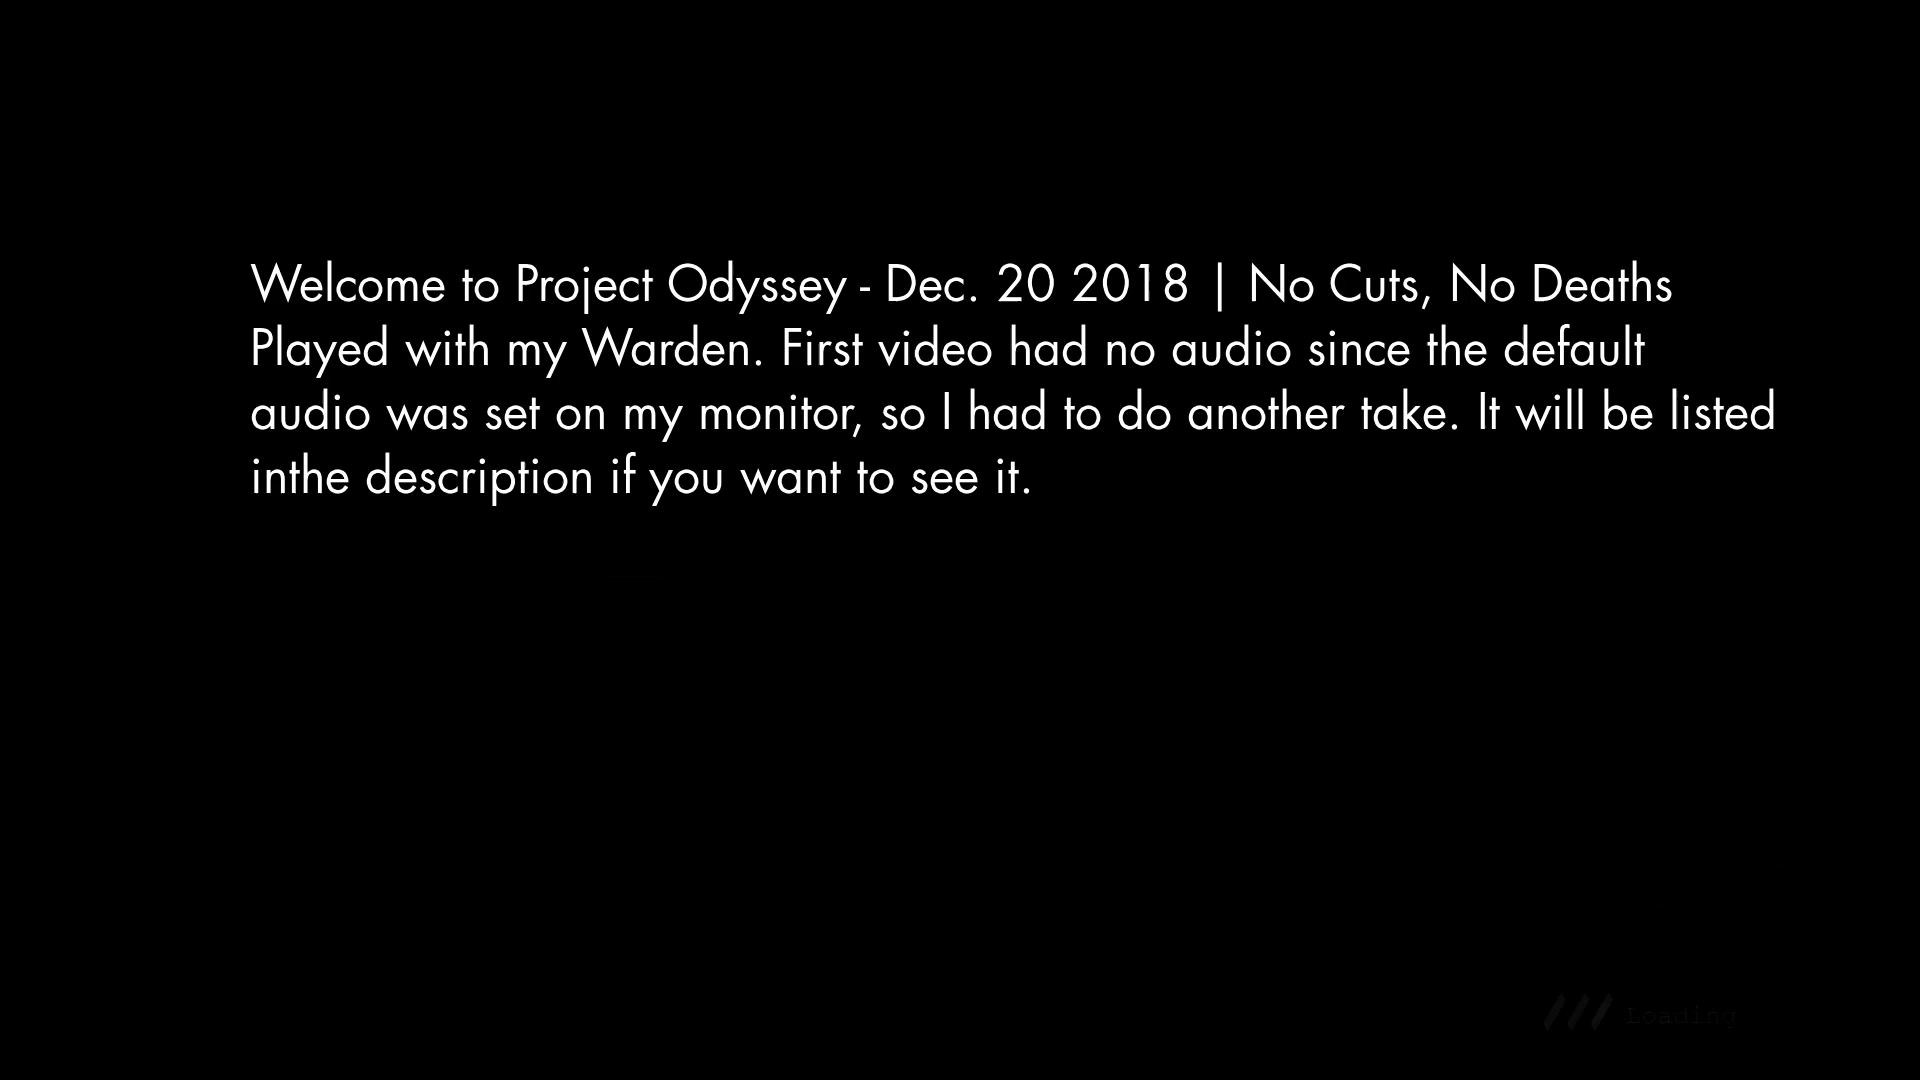 Welcome to Project Odyssey - Dec. 20 2018 | No Cuts, No Deaths
Played with my Warden. First video had no audio since the default
audio was set on my monitor, so I had to do another take. It will be listed
inthe description if you want to see it.
Loading